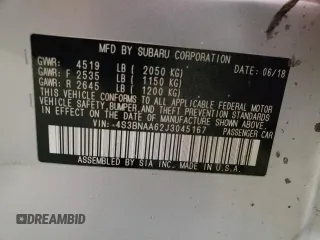 MFD BY SUBARU CORPORATION
GVWR: 4519 LB ( 2050 KG) DATE: 06/18
GAWR: F 2535 LB ( 1150 KG)
GAWR: R 2645 LB ( 1200 KG)
THIS VEHICLE CONFORMS TO ALL APPLICABLE FEDERAL MOTOR
VEHICLE SAFETY, BUMPER, AND THEFT PREVENTION STANDARDS
IN EFFECT ON THE DATE OF MANUFACTURE SHOWN ABOVE.
VIN: 4S3BNAA62J3045167 PASSENGER CAR
ASSEMBLED BY SIA INC. MADE IN U.S.A.
DREAMBID